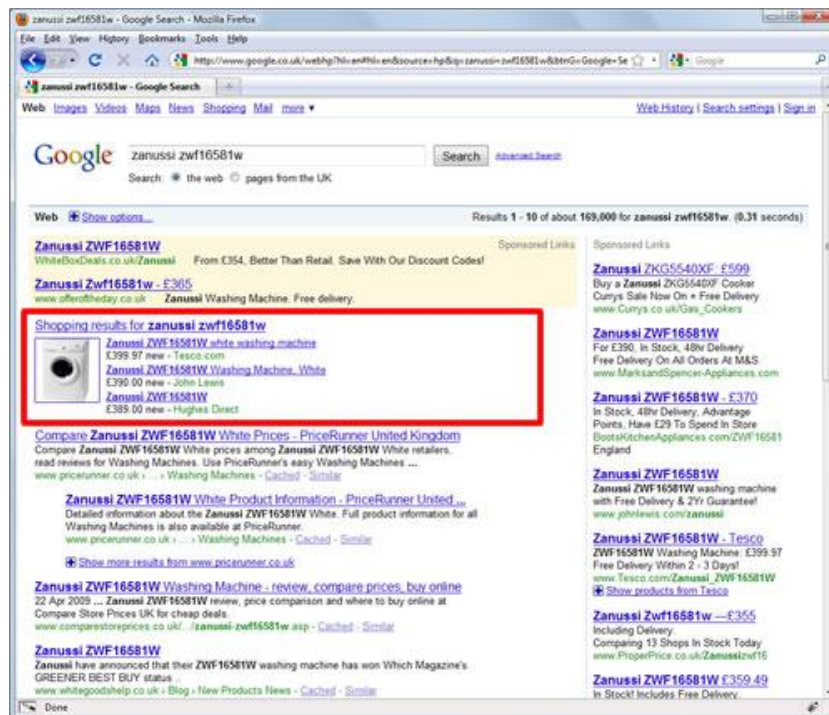 zanussi zwf16581w - Google Search - Mozilla Firefox
File Edit View History Bookmarks Tools Help
http://www.google.co.uk/webhp?hl=en#hl=en&source=hp&q=zanussi+zwf16581w&btnG=Google+Se
Google
zanussi zwf16581w - Google Search
Web Images Videos Maps News Shopping Mail more ▾
Web History | Search settings | Sign in
Google
zanussi zwf16581w
Search
Advanced Search
Search: the web pages from the UK
Web Show options...
Results 1 - 10 of about 169,000 for zanussi zwf16581w. (0.31 seconds)
Zanussi ZWF16581W
Sponsored Links
WhiteBoxDeals.co.uk/Zanussi From £354, Better Than Retail. Save With Our Discount Codes!
Zanussi Zwf16581w - £365
www.offeroftheday.co.uk Zanussi Washing Machine. Free delivery.
Shopping results for zanussi zwf16581w
Zanussi ZWF16581W white washing machine
£399.97 new - Tesco.com
Zanussi ZWF16581W Washing Machine, White
£390.00 new - John Lewis
Zanussi ZWF16581W
£389.00 new - Hughes Direct
Compare Zanussi ZWF16581W White Prices - PriceRunner United Kingdom
Compare Zanussi ZWF16581W White prices among Zanussi ZWF16581W White retailers,
read reviews for Washing Machines. Use PriceRunner's easy Washing Machines ...
www.pricerunner.co.uk › ... › Washing Machines - Cached - Similar
Zanussi ZWF16581W White Product Information - PriceRunner United ...
Detailed information about the Zanussi ZWF16581W White. Full product information for all
Washing Machines is also available at PriceRunner.
www.pricerunner.co.uk › ... › Washing Machines - Cached - Similar
Show more results from www.pricerunner.co.uk
Zanussi ZWF16581W Washing Machine - review, compare prices, buy online
22 Apr 2009 ... Zanussi ZWF16581W review, price comparison and where to buy online at
Compare Store Prices UK for cheap deals.
www.comparestoreprices.co.uk/.../zanussi-zwf16581w.asp - Cached - Similar
Zanussi ZWF16581W
Zanussi have announced that their ZWF16581W washing machine has won Which Magazine's
GREENER BEST BUY status ..
www.whitegoodshelp.co.uk › Blog › New Products News - Cached - Similar
Sponsored Links
Zanussi ZKG5540XF: £599
Buy a Zanussi ZKG5540XF Cooker
Currys Sale Now On + Free Delivery
www.Currys.co.uk/Gas_Cookers
Zanussi ZWF16581W
For £390, In Stock, 48hr Delivery
Free Delivery On All Orders At M&S
www.MarksandSpencer-Appliances.com
Zanussi ZWF16581W - £370
In Stock, 48hr Delivery, Advantage
Points, Have £29 To Spend In Store
BootsKitchenAppliances.com/ZWF16581
England
Zanussi ZWF16581W
Zanussi ZWF16581W washing machine
with Free Delivery & 2Yr Guarantee!
www.johnlewis.com/zanussi
Zanussi ZWF16581W - Tesco
ZWF16581W Washing Machine: £399.97
Free Delivery Within 2 - 3 Days!
www.Tesco.com/Zanussi_ZWF16581W
Show products from Tesco
Zanussi Zwf16581w —£355
Including Delivery.
Comparing 13 Shops In Stock Today
www.ProperPrice.co.uk/Zanussizwf16
Zanussi ZWF16581W £359.49
In Stock! Includes Free Delivery.
Done